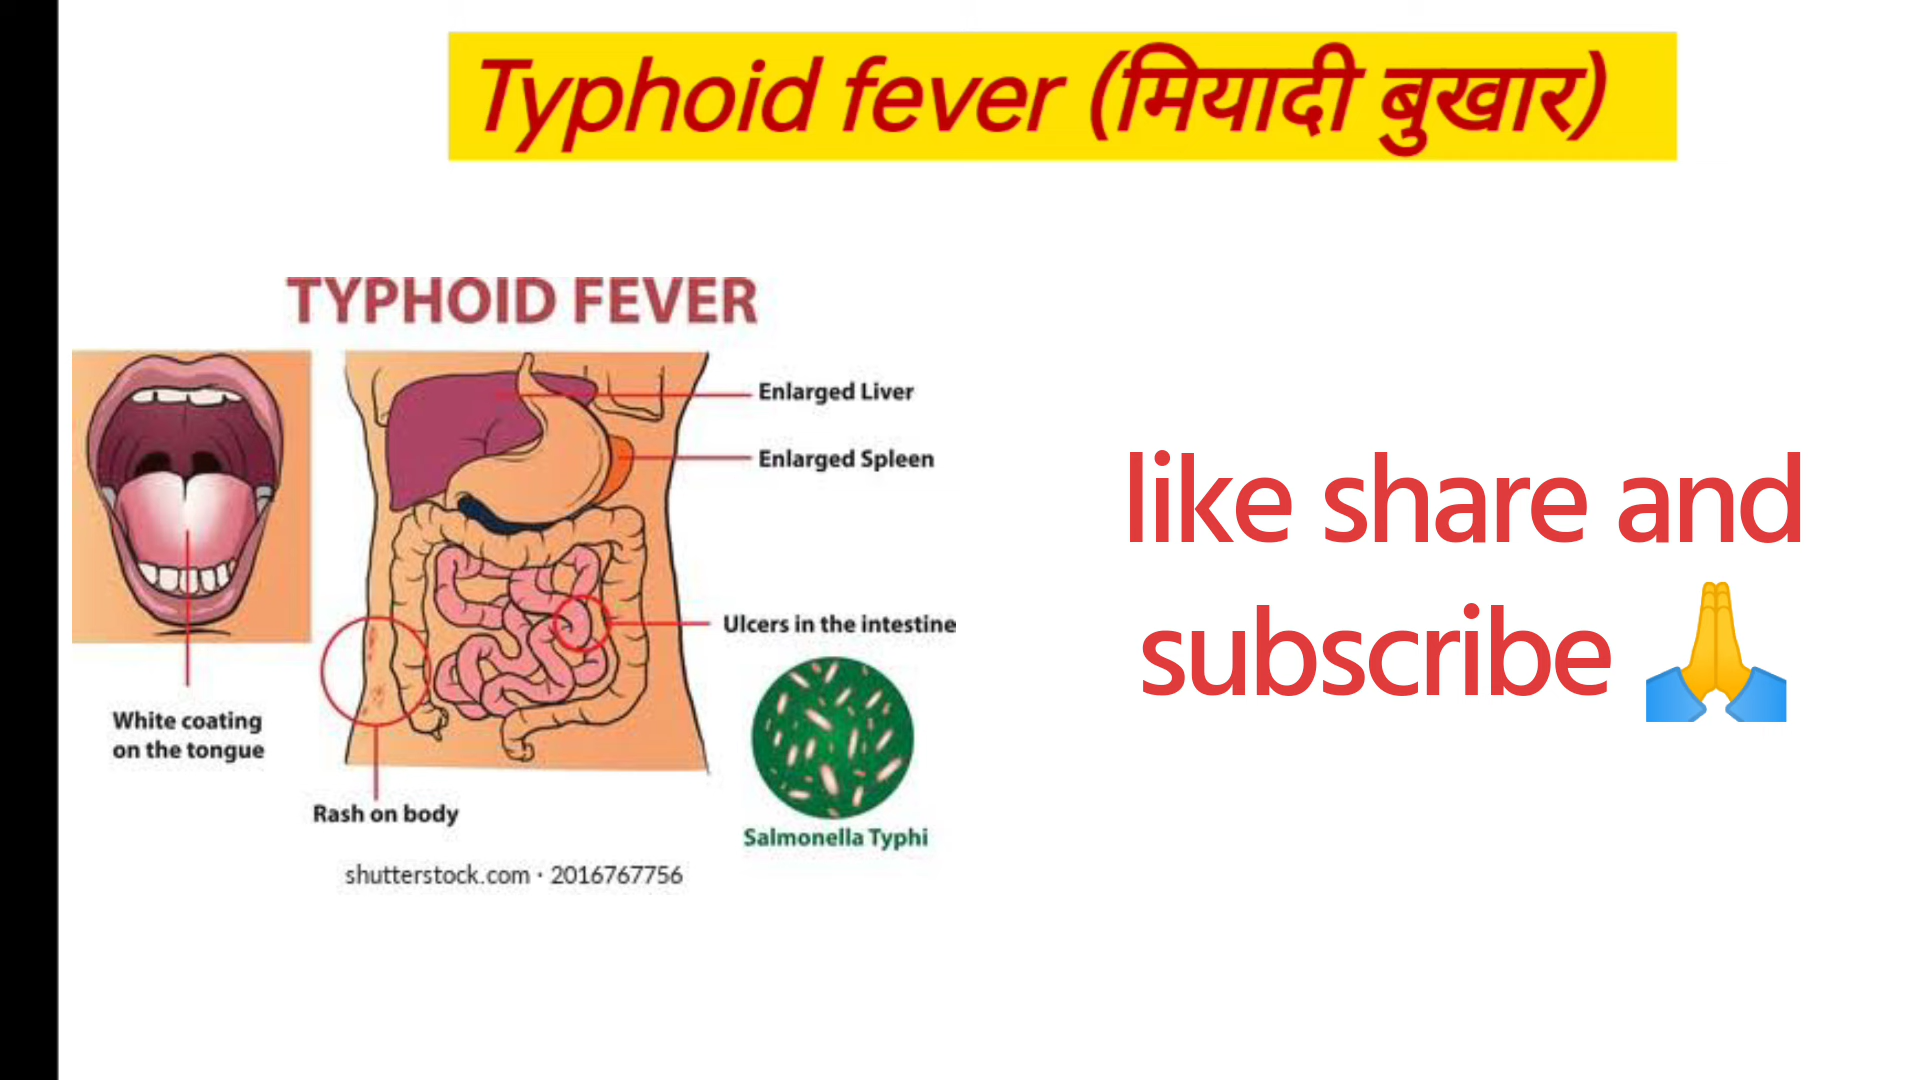 Typhoid fever (मियादी बुखार)
TYPHOID FEVER
Enlarged Liver
Enlarged Spleen
Ulcers in the intestine
White coating
on the tongue
Rash on body
Salmonella Typhi
shutterstock.com · 2016767756
like share and
subscribe 🙏